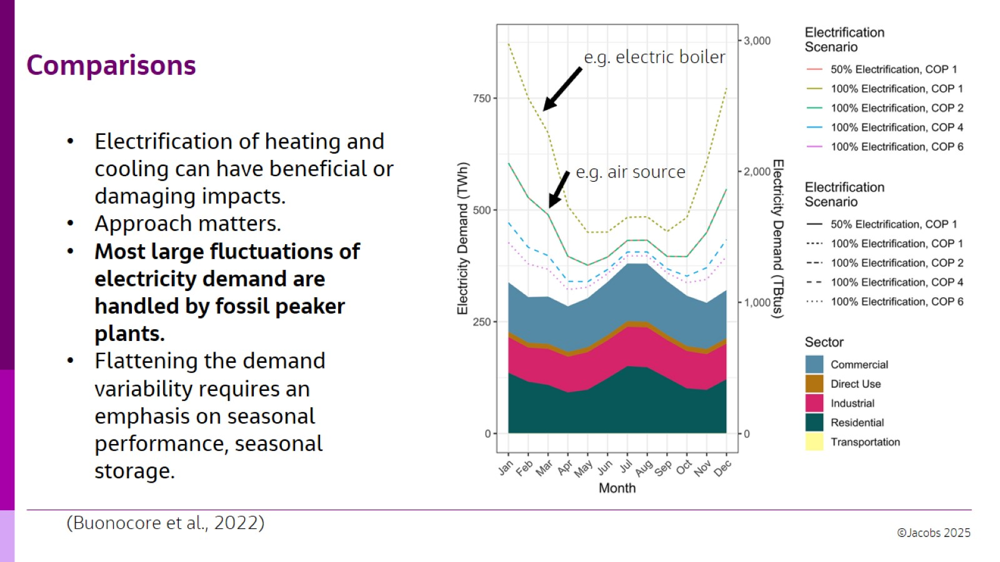 Comparisons
• Electrification of heating and
cooling can have beneficial or
damaging impacts.
• Approach matters.
• Most large fluctuations of
electricity demand are
handled by fossil peaker
plants.
• Flattening the demand
variability requires an
emphasis on seasonal
performance, seasonal
storage.
(Buonocore et al., 2022)
e.g. electric boiler
e.g. air source
Electricity Demand (TWh)
750
500
250
0
3,000
2,000
1,000
0
Electricity Demand (TBtus)
Jan
Feb
Mar
Apr
May
Jun
Jul
Aug
Sep
Oct
Nov
Dec
Month
Electrification
Scenario
50% Electrification, COP 1
100% Electrification, COP 1
100% Electrification, COP 2
100% Electrification, COP 4
100% Electrification, COP 6
Electrification
Scenario
50% Electrification, COP 1
100% Electrification, COP 1
100% Electrification, COP 2
100% Electrification, COP 4
100% Electrification, COP 6
Sector
Commercial
Direct Use
Industrial
Residential
Transportation
©Jacobs 2025